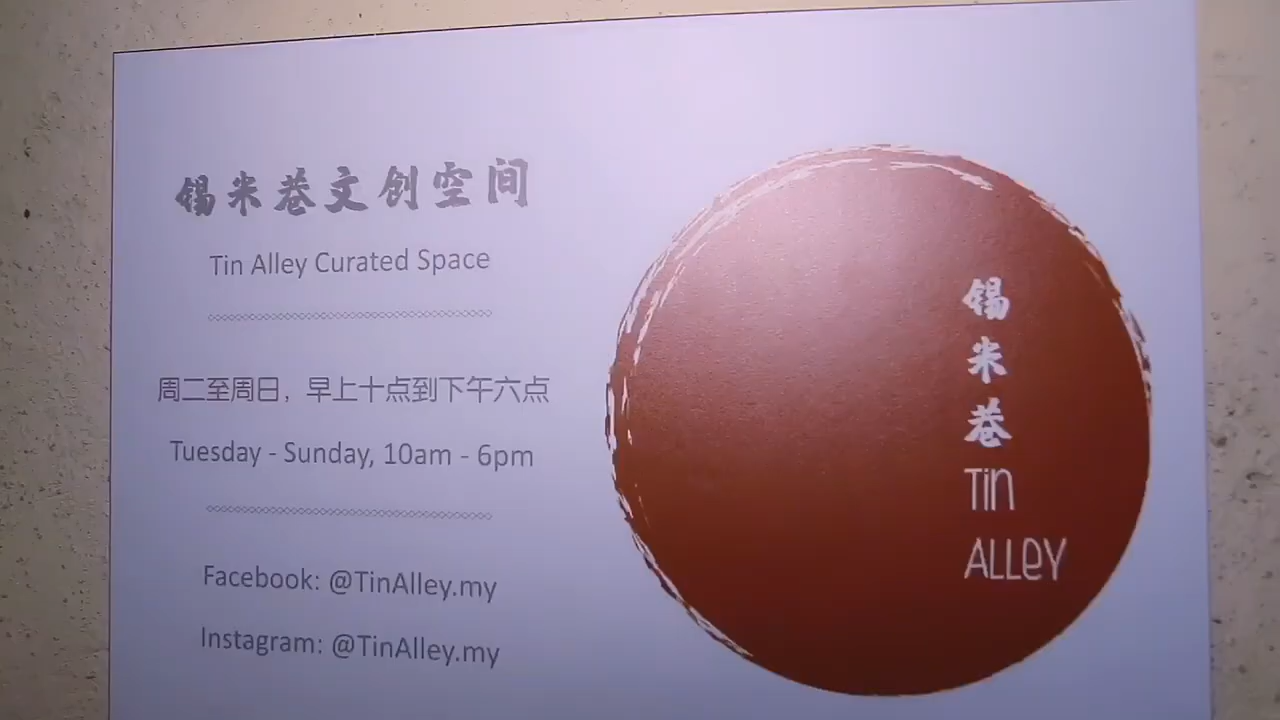 锡米巷文创空间
Tin Alley Curated Space
周二至周日，早上十点到下午六点
Tuesday - Sunday, 10am - 6pm
Facebook: @TinAlley.my
Instagram: @TinAlley.my
锡米巷
Tin
ALLeY